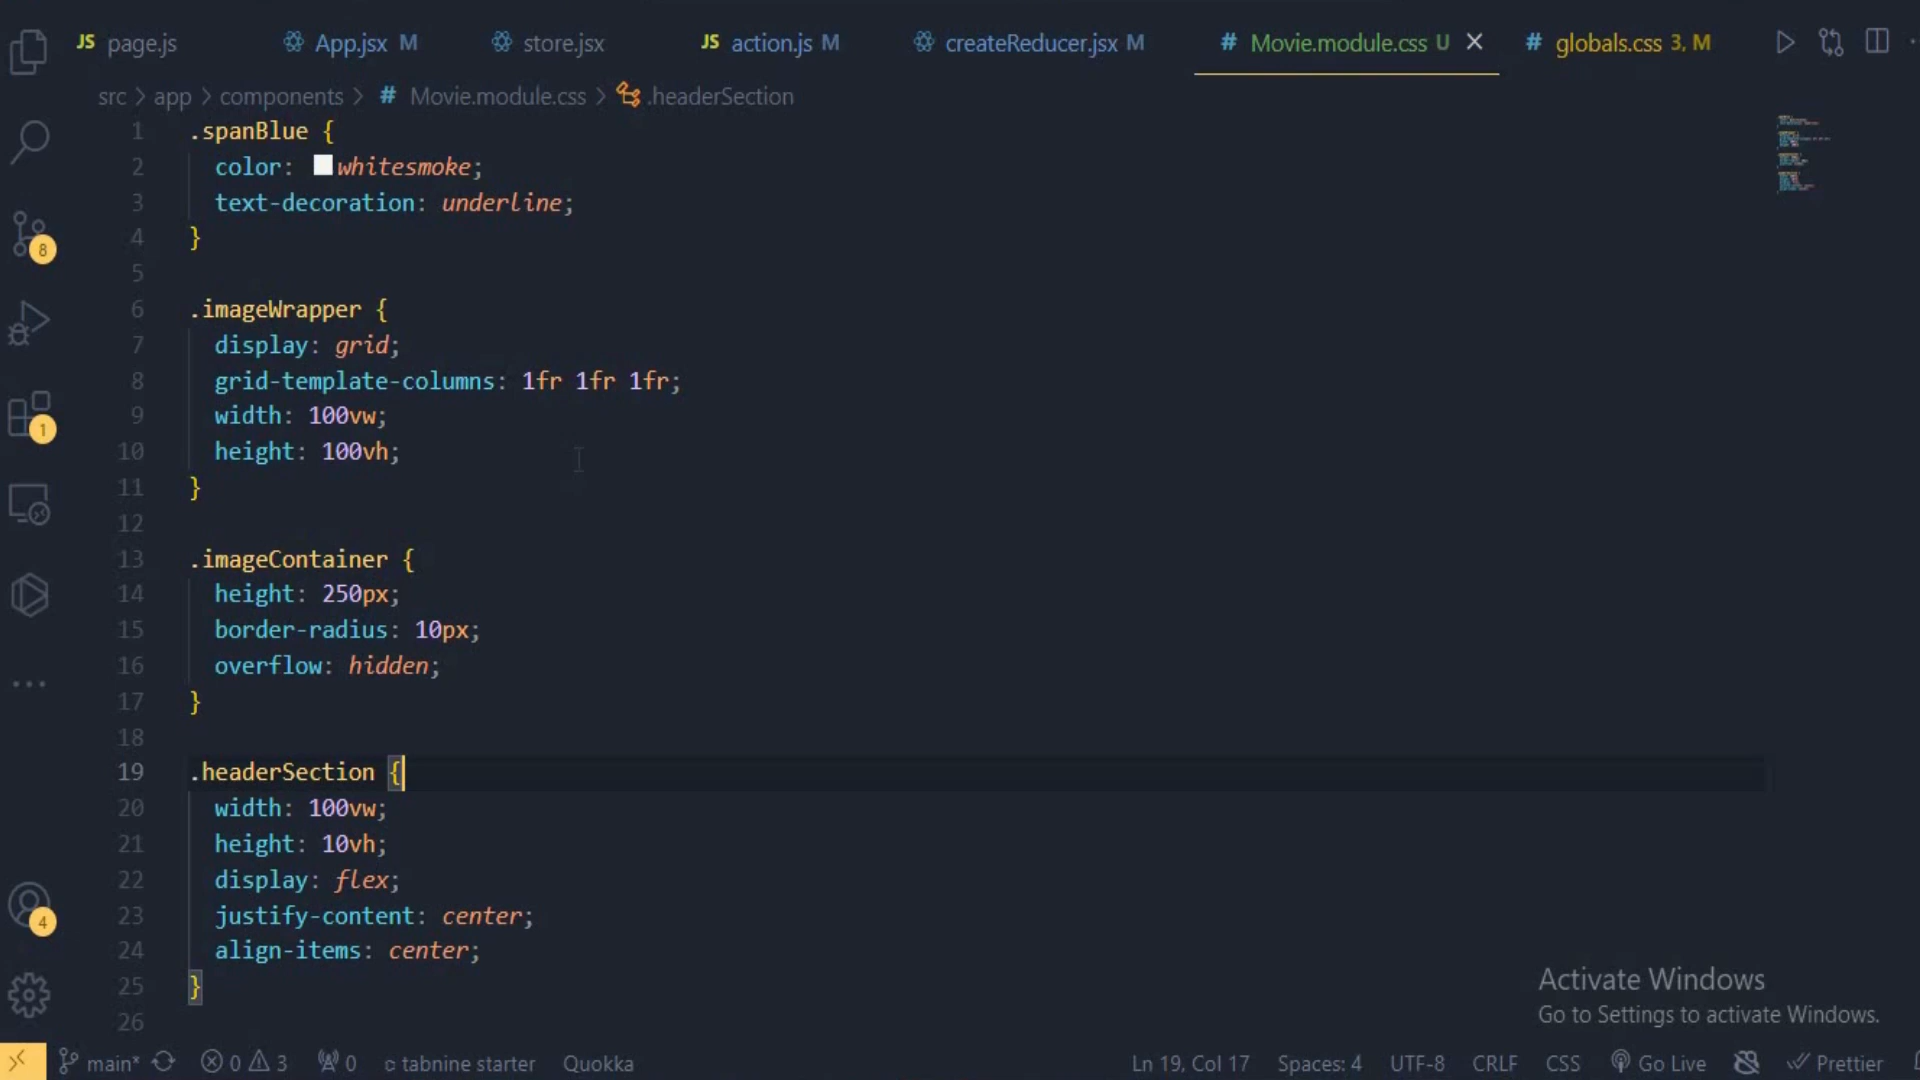 JS page.js App.jsx M store.jsx JS action.js M createReducer.jsx M # Movie.module.css U # globals.css 3, M
src > app > components > # Movie.module.css > .headerSection
1 .spanBlue {
2 color: whitesmoke;
3 text-decoration: underline;
4 }
5
6 .imageWrapper {
7 display: grid;
8 grid-template-columns: 1fr 1fr 1fr;
9 width: 100vw;
10 height: 100vh;
11 }
12
13 .imageContainer {
14 height: 250px;
15 border-radius: 10px;
16 overflow: hidden;
17 }
18
19 .headerSection {
20 width: 100vw;
21 height: 10vh;
22 display: flex;
23 justify-content: center;
24 align-items: center;
25 }
26
8
1
4
Activate Windows
Go to Settings to activate Windows.
main* 0 3 0 tabnine starter Quokka Ln 19, Col 17 Spaces: 4 UTF-8 CRLF CSS Go Live Prettier